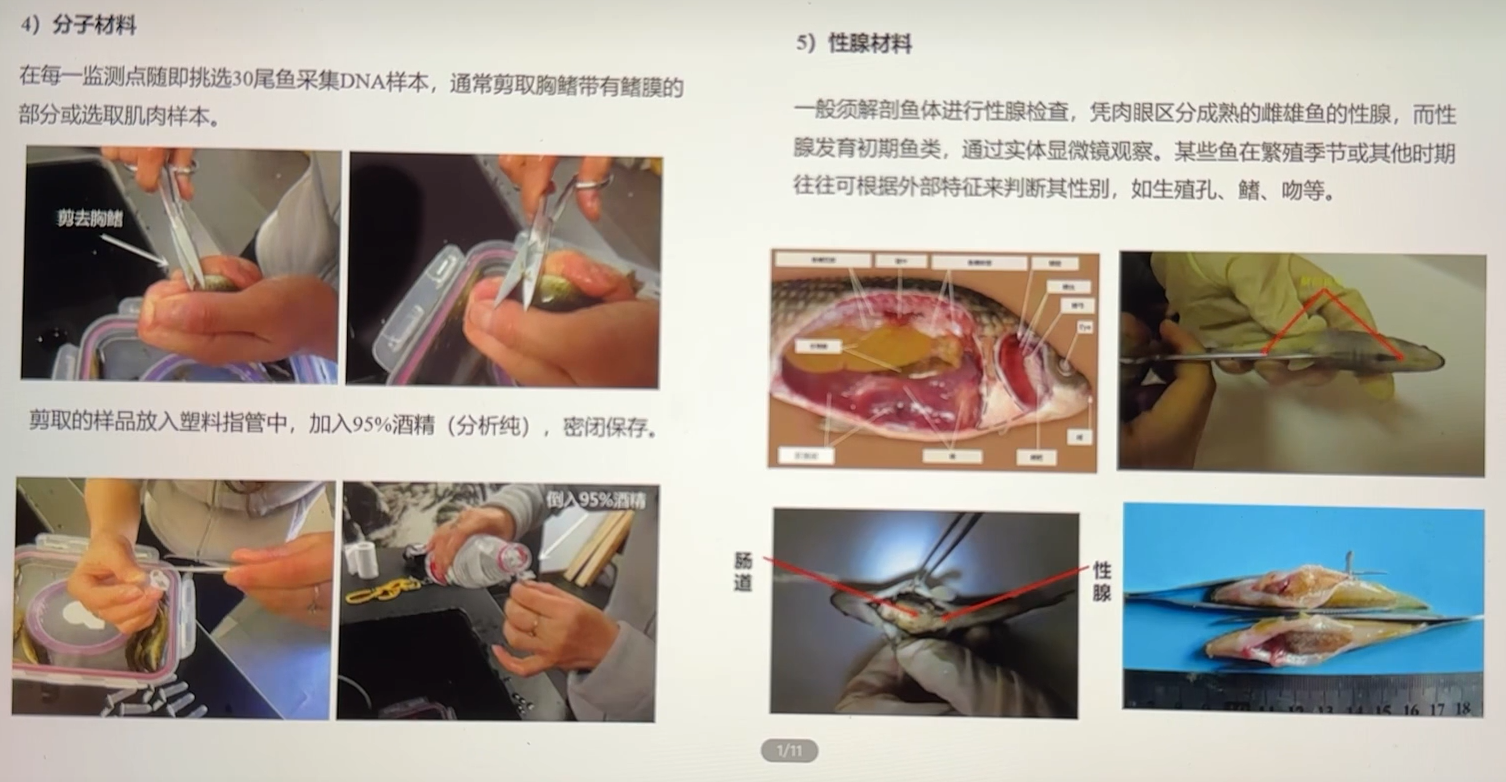 4）分子材料
在每一监测点随即挑选30尾鱼采集DNA样本，通常剪取胸鳍带有鳍膜的
部分或选取肌肉样本。
剪去胸鳍
剪取的样品放入塑料指管中，加入95%酒精（分析纯），密闭保存。
倒入95%酒精
5）性腺材料
一般须解剖鱼体进行性腺检查，凭肉眼区分成熟的雌雄鱼的性腺，而性
腺发育初期鱼类，通过实体显微镜观察。某些鱼在繁殖季节或其他时期
往往可根据外部特征来判断其性别，如生殖孔、鳍、吻等。
Eye
肠道
性腺
11 12 13 14 15 16 17 18
1/11